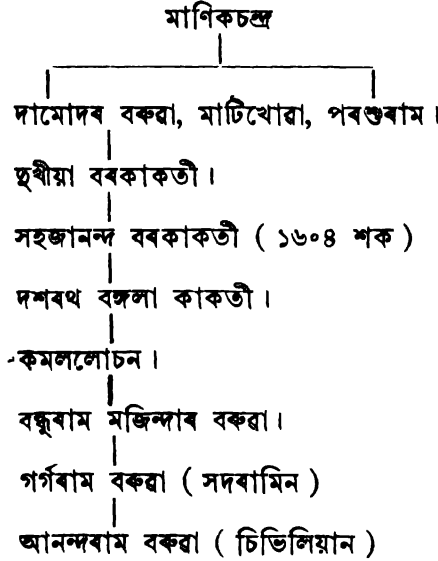 মাণিকচন্দ্ৰ
দামোদৰ বৰুৱা, মাটিখোৱা, পৰশুৰাম।
দুখীয়া বৰকাকতী।
সহজানন্দ বৰকাকতী ( ১৬০৪ শক )
দশৰথ বঙ্গলা কাকতী।
কমললোচন।
বন্ধুৰাম মজিন্দাৰ বৰুৱা।
গৰ্গৰাম বৰুৱা ( সদৰামিন )
আনন্দৰাম বৰুৱা ( চিভিলিয়ান )